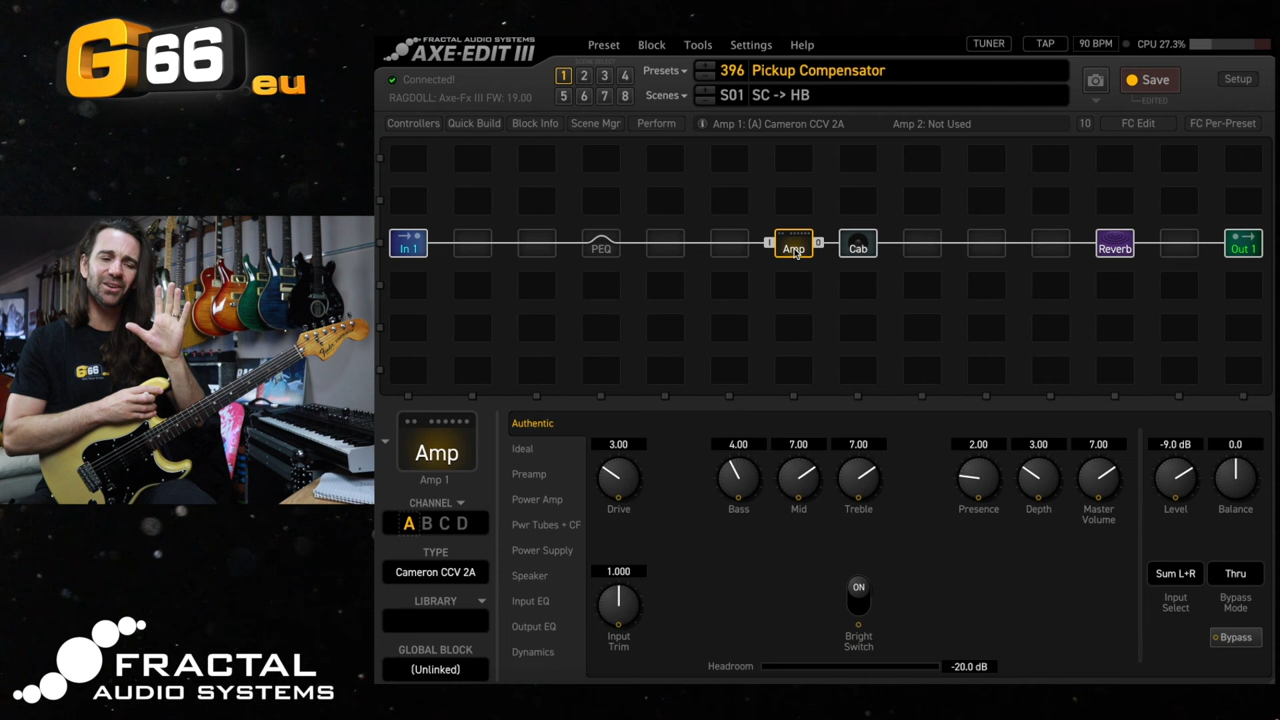 G66
.eu
FRACTAL AUDIO SYSTEMS
AXE-EDIT III
Preset Block Tools Settings Help
TUNER TAP 90 BPM CPU 27.3%
Connected!
RAGDOLL: Axe-Fx III FW: 19.00
SCENE SELECT
1 2 3 4
5 6 7 8
Presets
396 Pickup Compensator
Scenes
S01 SC -> HB
Save
EDITED
Setup
Controllers Quick Build Block Info Scene Mgr Perform
Amp 1: (A) Cameron CCV 2A Amp 2: Not Used
10 FC Edit FC Per-Preset
In 1 PEQ I Amp O Cab Reverb Out 1
G66
Fender
Amp
Amp 1
CHANNEL
A B C D
TYPE
Cameron CCV 2A
LIBRARY
GLOBAL BLOCK
(Unlinked)
Authentic
Ideal
Preamp
Power Amp
Pwr Tubes + CF
Power Supply
Speaker
Input EQ
Output EQ
Dynamics
3.00 4.00 7.00 7.00 2.00 3.00 7.00 -9.0 dB 0.0
Drive Bass Mid Treble Presence Depth Master Volume Level Balance
1.000
Input
Trim
ON
Bright
Switch
Sum L+R Thru
Input Select
Bypass Mode
Bypass
Headroom -20.0 dB
FRACTAL
AUDIO SYSTEMS